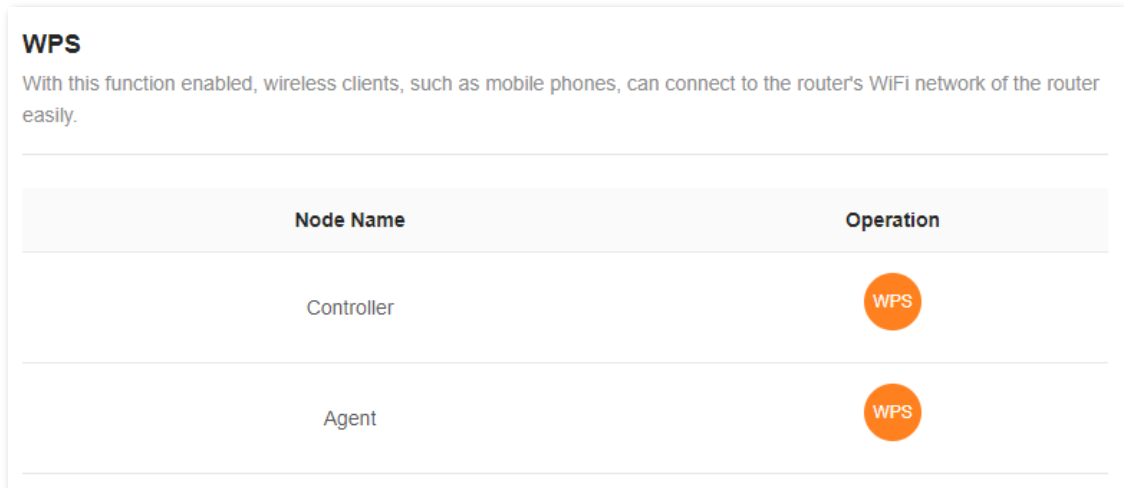 WPS
With this function enabled, wireless clients, such as mobile phones, can connect to the router's WiFi network of the router
easily.
Node Name Operation
Controller WPS
Agent WPS